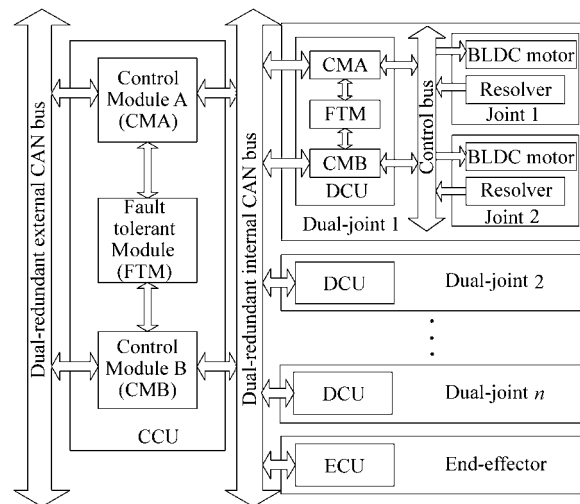 Dual-redundant external CAN bus
Control
Module A
(CMA)
Fault
tolerant
Module
(FTM)
Control
Module B
(CMB)
CCU
Dual-redundant internal CAN bus
CMA
FTM
CMB
DCU
Dual-joint 1
Control bus
BLDC motor
Resolver
Joint 1
BLDC motor
Resolver
Joint 2
DCU
Dual-joint 2
DCU
Dual-joint n
ECU
End-effector